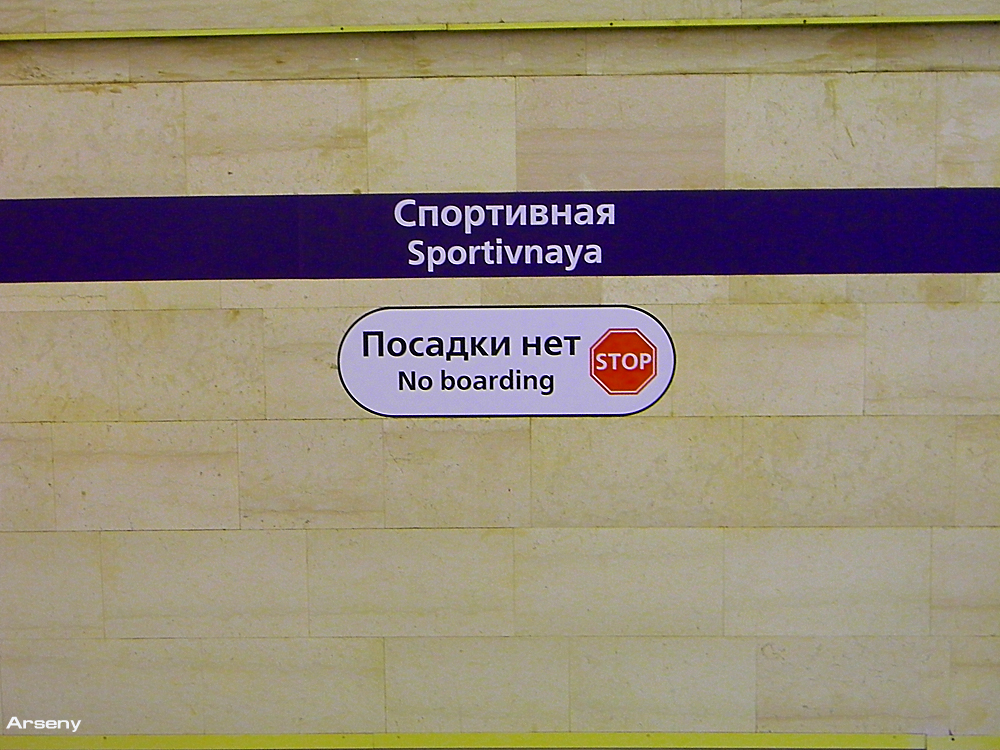 Спортивная
Sportivnaya
Посадки нет
No boarding
STOP
Arseny